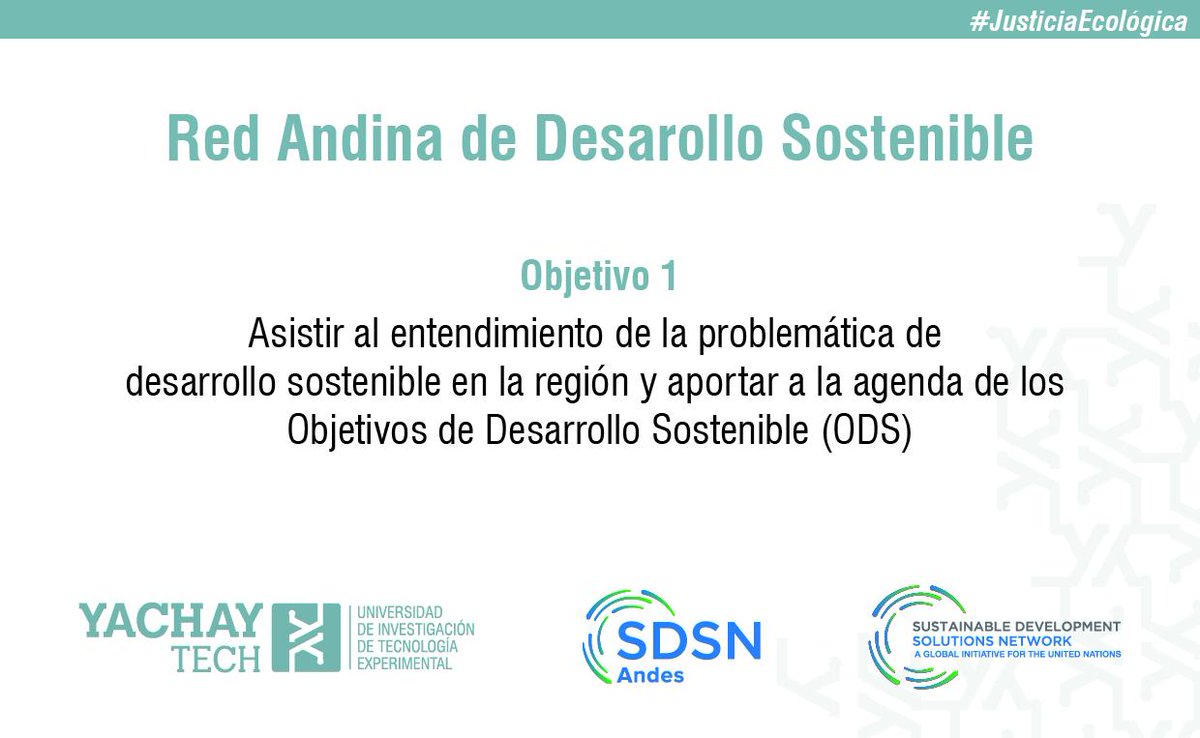 #JusticiaEcológica
Red Andina de Desarollo Sostenible
Objetivo 1
Asistir al entendimiento de la problemática de
desarrollo sostenible en la región y aportar a la agenda de los
Objetivos de Desarrollo Sostenible (ODS)
YACHAY
TECH
UNIVERSIDAD
DE INVESTIGACIÓN
DE TECNOLOGÍA
EXPERIMENTAL
SDSN
Andes
SUSTAINABLE DEVELOPMENT
SOLUTIONS NETWORK
A GLOBAL INITIATIVE FOR THE UNITED NATIONS